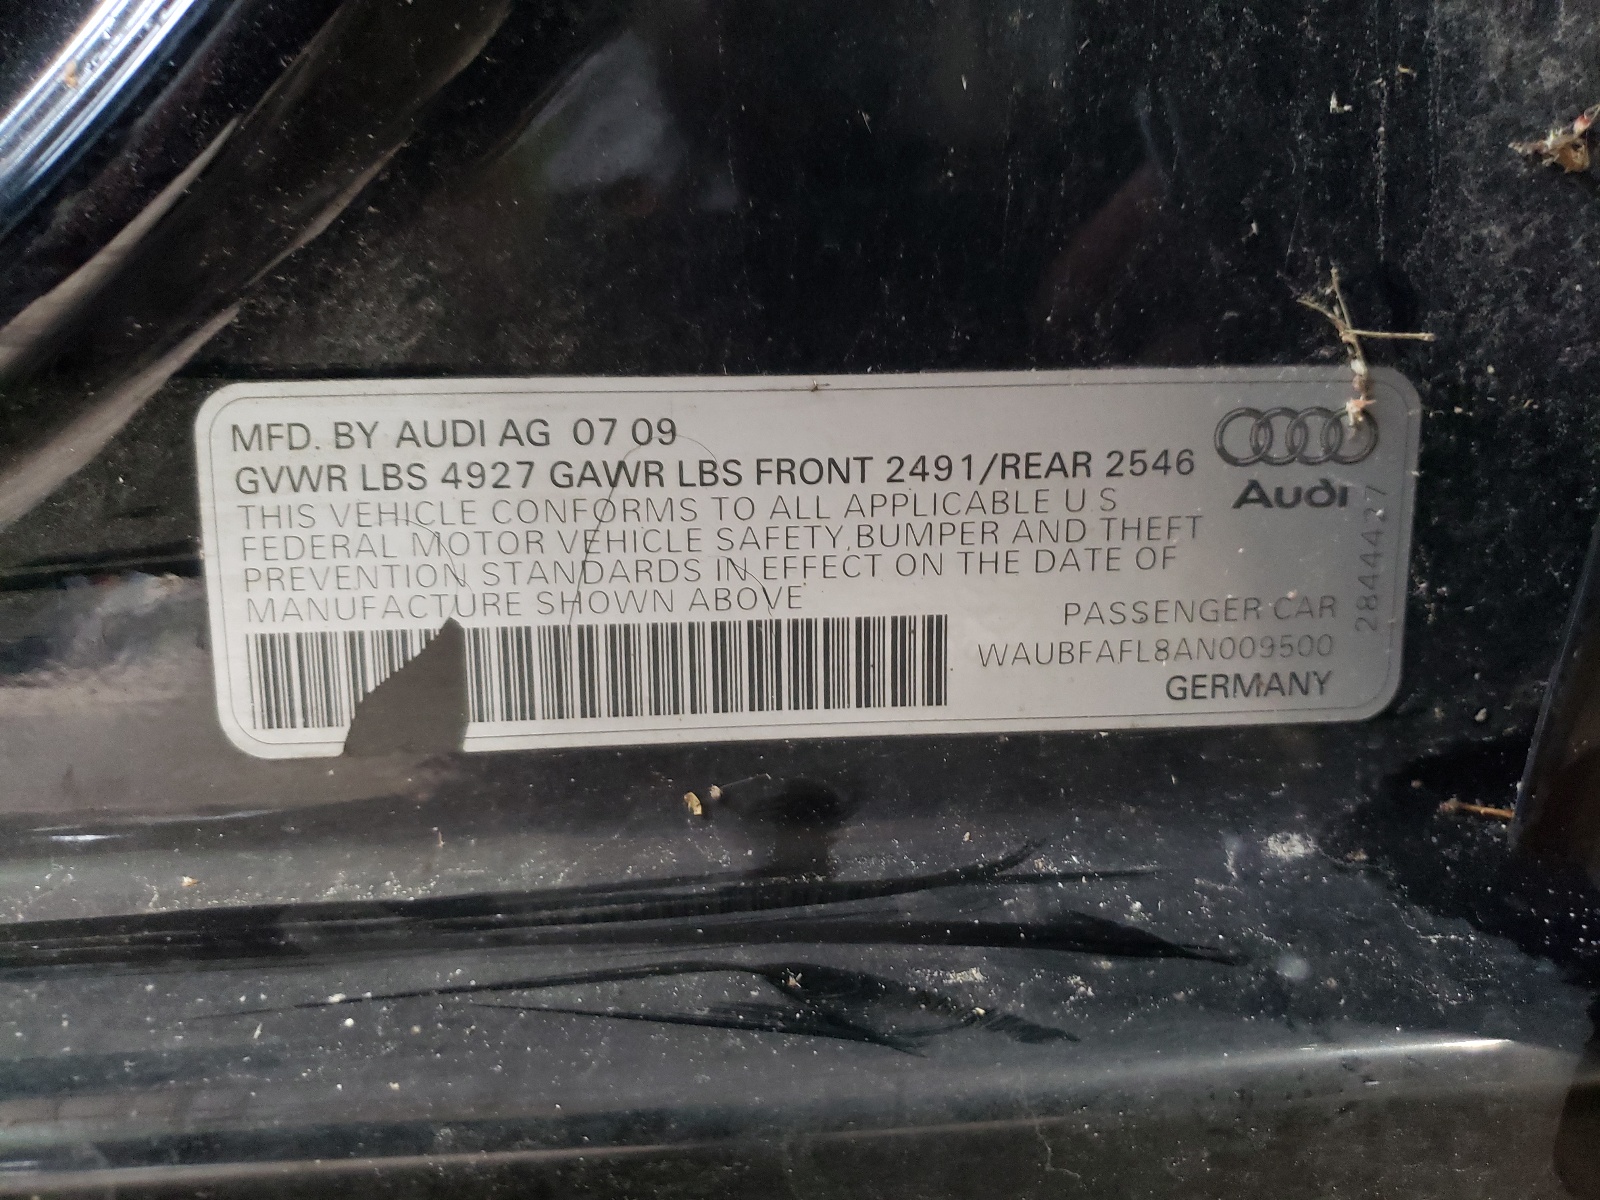 MFD. BY AUDI AG 07 09
GVWR LBS 4927 GAWR LBS FRONT 2491/REAR 2546
THIS VEHICLE CONFORMS TO ALL APPLICABLE U S
FEDERAL MOTOR VEHICLE SAFETY, BUMPER AND THEFT
PREVENTION STANDARDS IN EFFECT ON THE DATE OF
MANUFACTURE SHOWN ABOVE
Audi
2844427
PASSENGER CAR
WAUBFAFL8AN009500
GERMANY